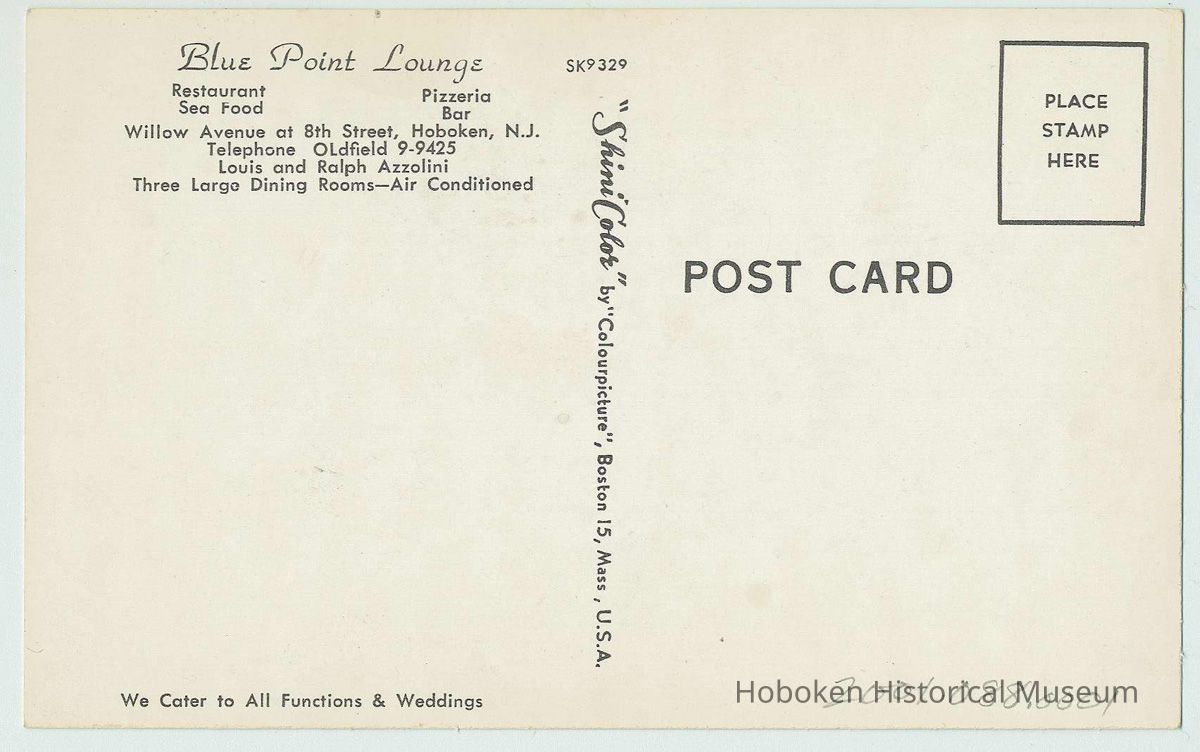 Blue Point Lounge
Restaurant
Sea Food
Pizzeria
Bar
Willow Avenue at 8th Street, Hoboken, N.J.
Telephone OLdfield 9-9425
Louis and Ralph Azzolini
Three Large Dining Rooms—Air Conditioned
We Cater to All Functions & Weddings
SK9329
"ShiniColor" by "Colourpicture", Boston 15, Mass., U.S.A.
PLACE
STAMP
HERE
POST CARD
Hoboken Historical Museum